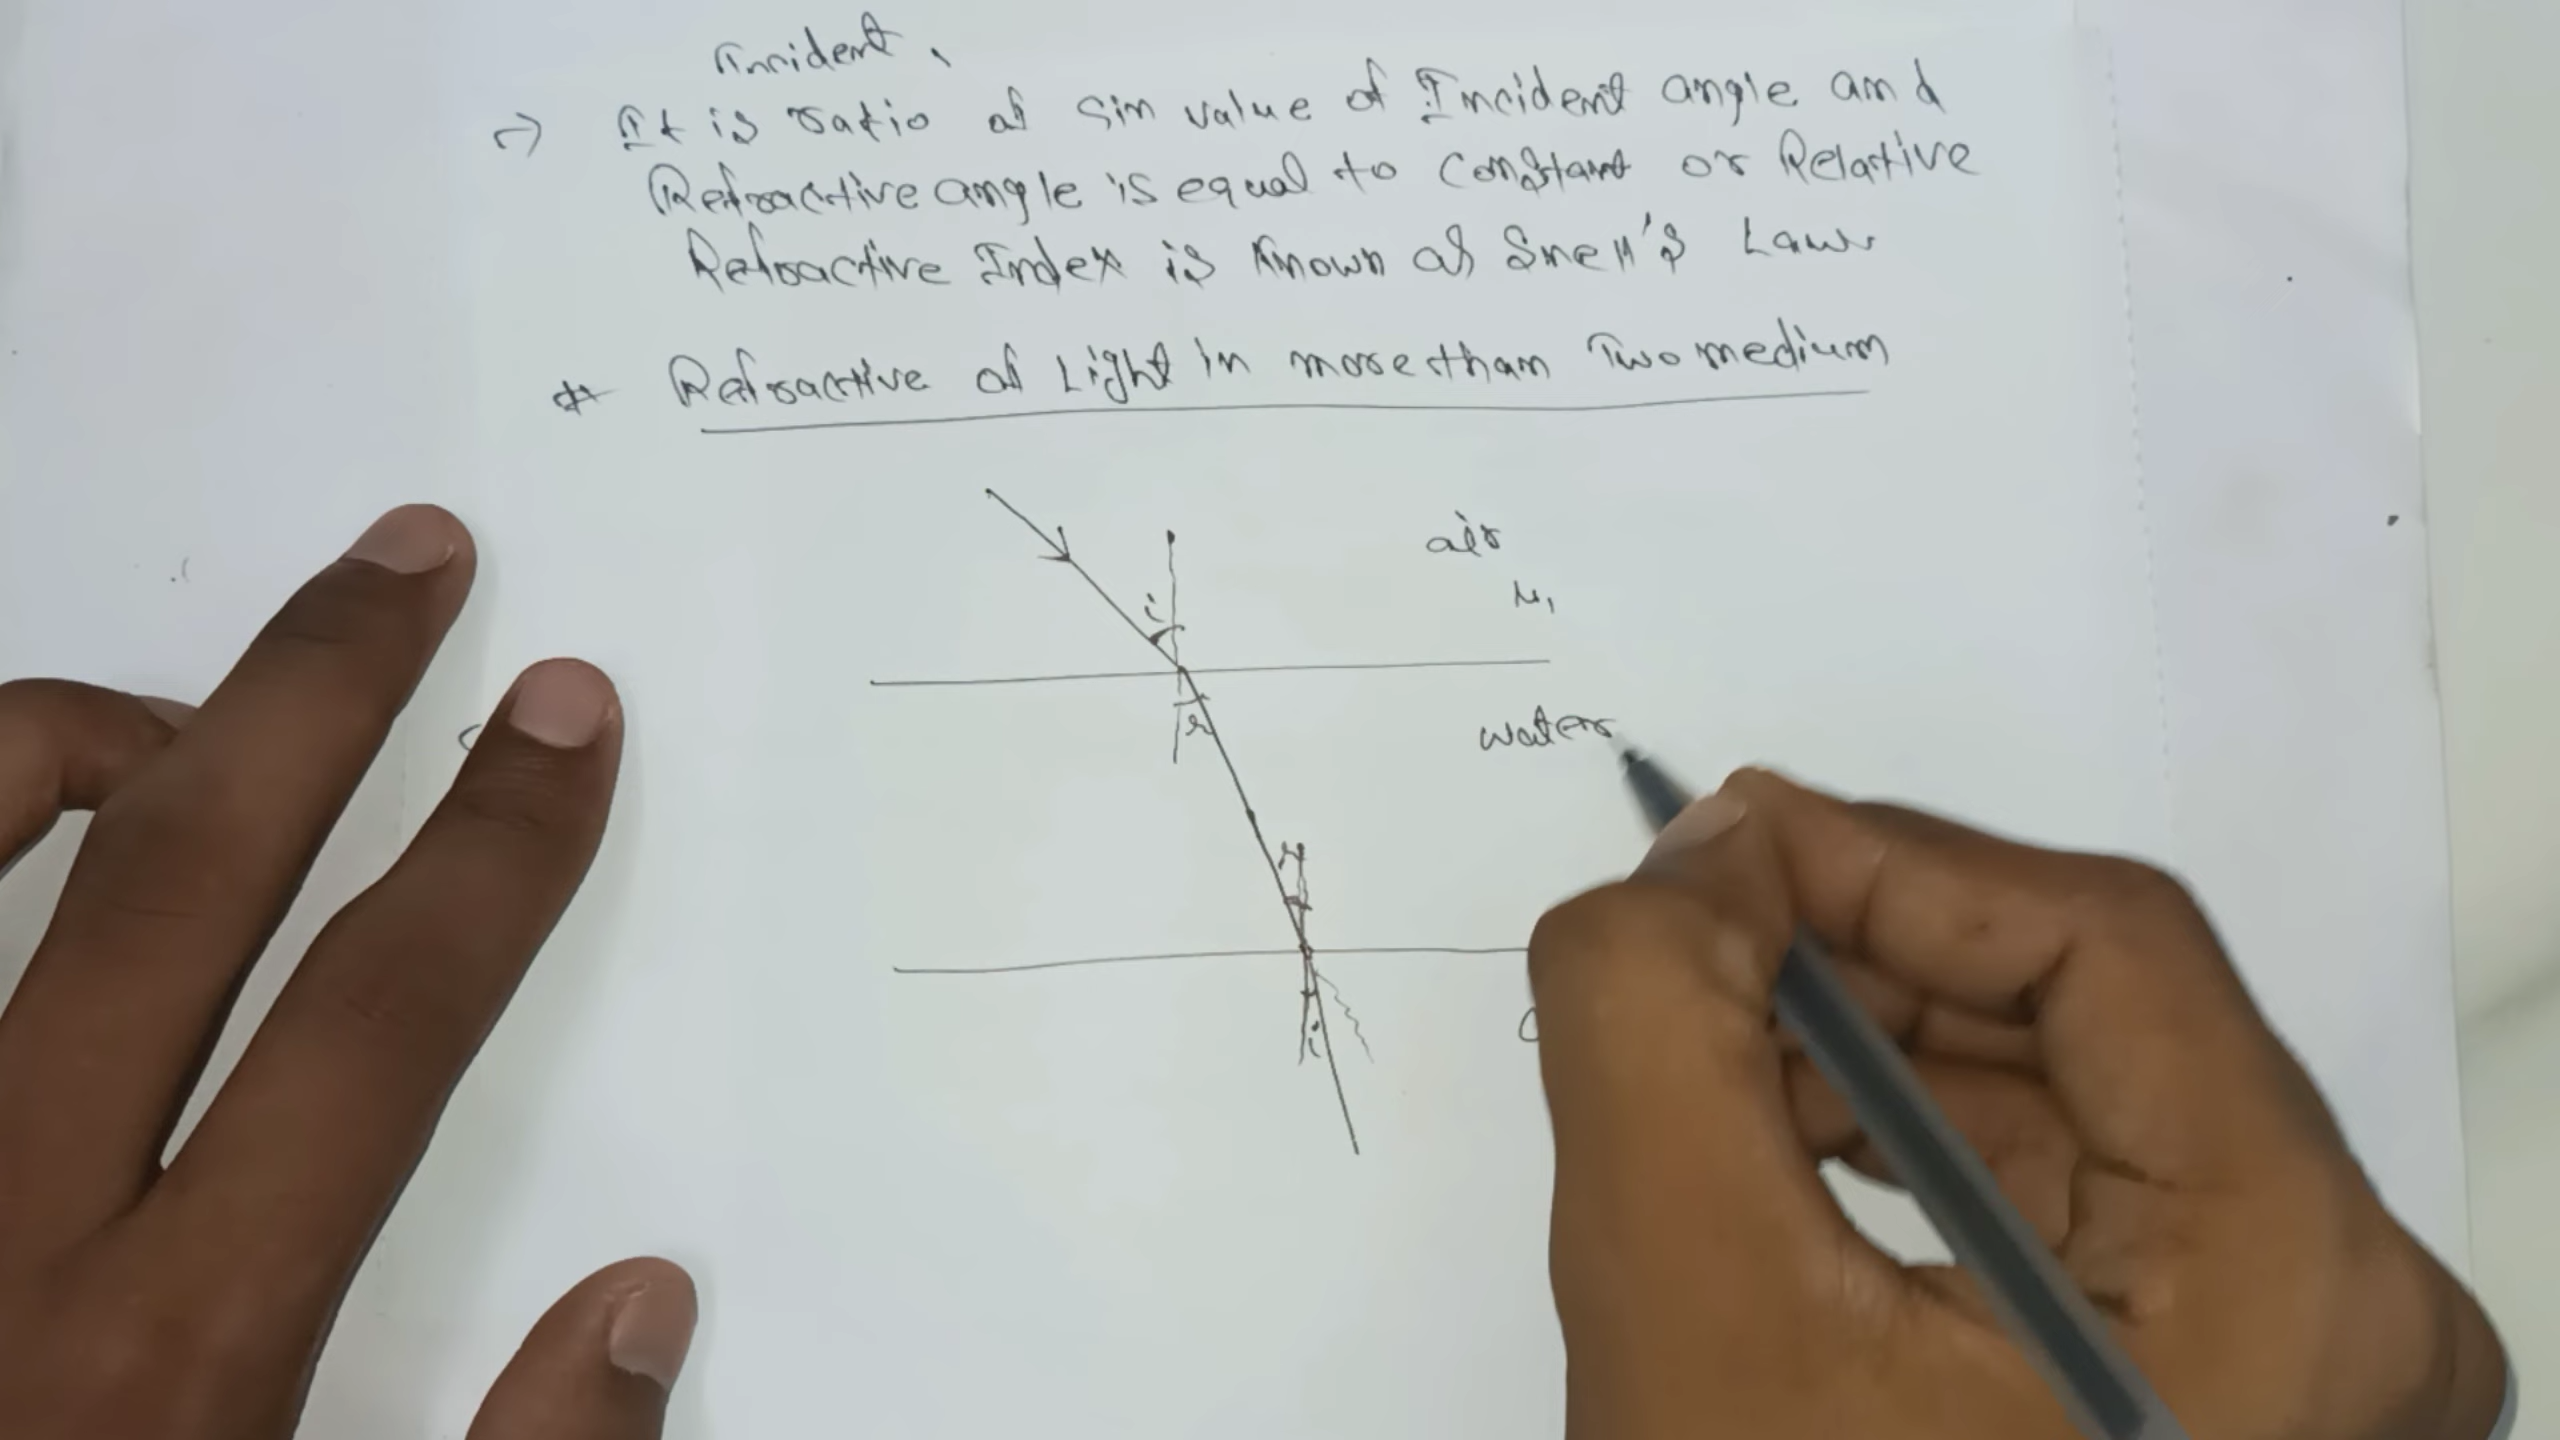 incident.
→ It is ratio of Sin value of Incident angle and
Refractive angle is equal to Constant or Relative
Refractive Index is Known as Snell's Law
* Refractive of Light in more than Two medium
air
i
μ₁
r
water
r
i